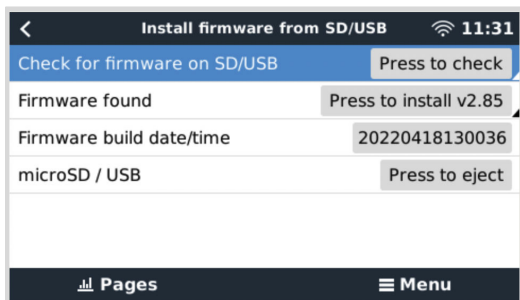 Install firmware from SD/USB 11:31
Check for firmware on SD/USB Press to check
Firmware found Press to install v2.85
Firmware build date/time 20220418130036
microSD / USB Press to eject
Pages Menu